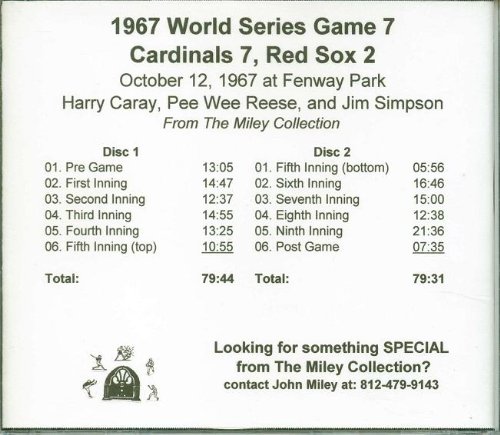 1967 World Series Game 7
Cardinals 7, Red Sox 2
October 12, 1967 at Fenway Park
Harry Caray, Pee Wee Reese, and Jim Simpson
From The Miley Collection
Disc 1
01. Pre Game 13:05
02. First Inning 14:47
03. Second Inning 12:37
04. Third Inning 14:55
05. Fourth Inning 13:25
06. Fifth Inning (top) 10:55
Total: 79:44
Disc 2
01. Fifth Inning (bottom) 05:56
02. Sixth Inning 16:46
03. Seventh Inning 15:00
04. Eighth Inning 12:38
05. Ninth Inning 21:36
06. Post Game 07:35
Total: 79:31
Looking for something SPECIAL
from The Miley Collection?
contact John Miley at: 812-479-9143